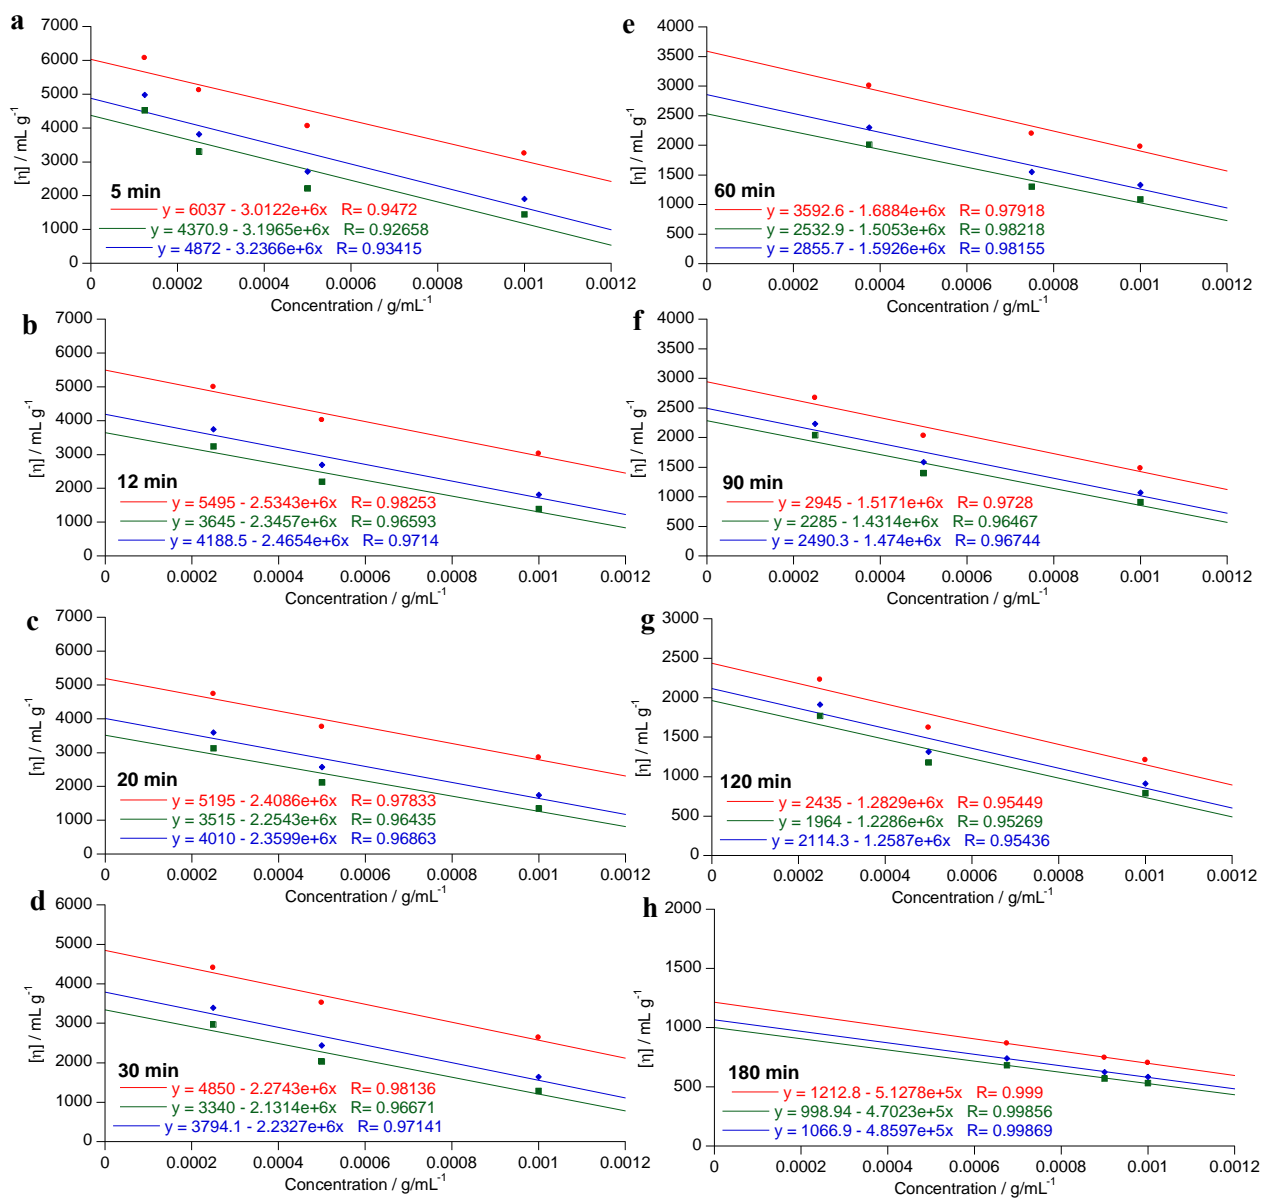 a
7000
6000
5000
4000
3000
2000
1000
0
[η] / mL g⁻¹
5 min
y = 6037 - 3.0122e+6x R= 0.9472
y = 4370.9 - 3.1965e+6x R= 0.92658
y = 4872 - 3.2366e+6x R= 0.93415
0 0.0002 0.0004 0.0006 0.0008 0.001 0.0012
Concentration / g/mL⁻¹
b
7000
6000
5000
4000
3000
2000
1000
0
[η] / mL g⁻¹
12 min
y = 5495 - 2.5343e+6x R= 0.98253
y = 3645 - 2.3457e+6x R= 0.96593
y = 4188.5 - 2.4654e+6x R= 0.9714
0 0.0002 0.0004 0.0006 0.0008 0.001 0.0012
Concentration / g/mL⁻¹
c
7000
6000
5000
4000
3000
2000
1000
0
[η] / mL g⁻¹
20 min
y = 5195 - 2.4086e+6x R= 0.97833
y = 3515 - 2.2543e+6x R= 0.96435
y = 4010 - 2.3599e+6x R= 0.96863
0 0.0002 0.0004 0.0006 0.0008 0.001 0.0012
Concentration / g/mL⁻¹
d
6000
5000
4000
3000
2000
1000
0
[η] / mL g⁻¹
30 min
y = 4850 - 2.2743e+6x R= 0.98136
y = 3340 - 2.1314e+6x R= 0.96671
y = 3794.1 - 2.2327e+6x R= 0.97141
0 0.0002 0.0004 0.0006 0.0008 0.001 0.0012
Concentration / g/mL⁻¹
e
4000
3500
3000
2500
2000
1500
1000
500
0
[η] / mL g⁻¹
60 min
y = 3592.6 - 1.6884e+6x R= 0.97918
y = 2532.9 - 1.5053e+6x R= 0.98218
y = 2855.7 - 1.5926e+6x R= 0.98155
0 0.0002 0.0004 0.0006 0.0008 0.001 0.0012
Concentration / g/mL⁻¹
f
4000
3500
3000
2500
2000
1500
1000
500
0
[η] / mL g⁻¹
90 min
y = 2945 - 1.5171e+6x R= 0.9728
y = 2285 - 1.4314e+6x R= 0.96467
y = 2490.3 - 1.474e+6x R= 0.96744
0 0.0002 0.0004 0.0006 0.0008 0.001 0.0012
Concentration / g/mL⁻¹
g
3000
2500
2000
1500
1000
500
0
[η] / mL g⁻¹
120 min
y = 2435 - 1.2829e+6x R= 0.95449
y = 1964 - 1.2286e+6x R= 0.95269
y = 2114.3 - 1.2587e+6x R= 0.95436
0 0.0002 0.0004 0.0006 0.0008 0.001 0.0012
Concentration / g/mL⁻¹
h
2000
1500
1000
500
0
[η] / mL g⁻¹
180 min
y = 1212.8 - 5.1278e+5x R= 0.999
y = 998.94 - 4.7023e+5x R= 0.99856
y = 1066.9 - 4.8597e+5x R= 0.99869
0 0.0002 0.0004 0.0006 0.0008 0.001 0.0012
Concentration / g/mL⁻¹